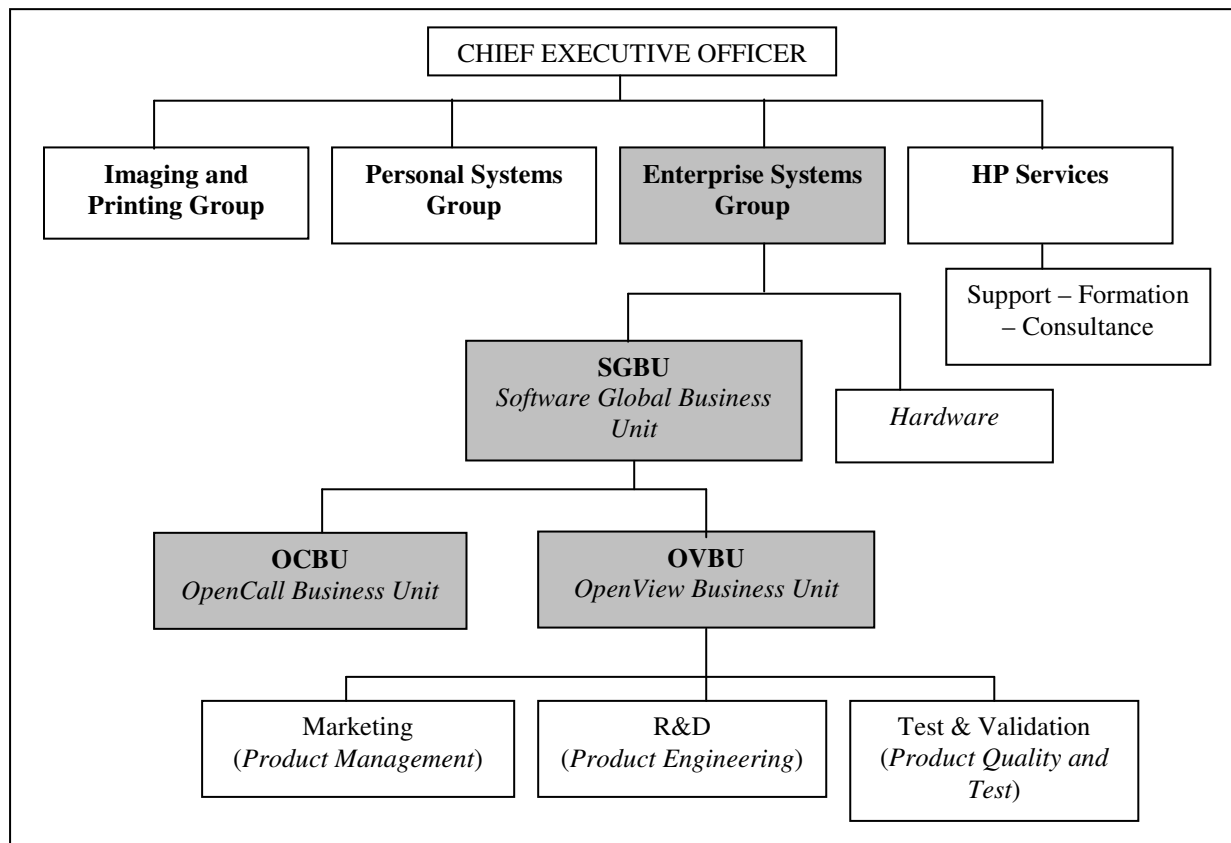 CHIEF EXECUTIVE OFFICER
Imaging and
Printing Group
Personal Systems
Group
Enterprise Systems
Group
HP Services
Support – Formation
– Consultance
SGBU
Software Global Business
Unit
Hardware
OCBU
OpenCall Business Unit
OVBU
OpenView Business Unit
Marketing
(Product Management)
R&D
(Product Engineering)
Test & Validation
(Product Quality and
Test)